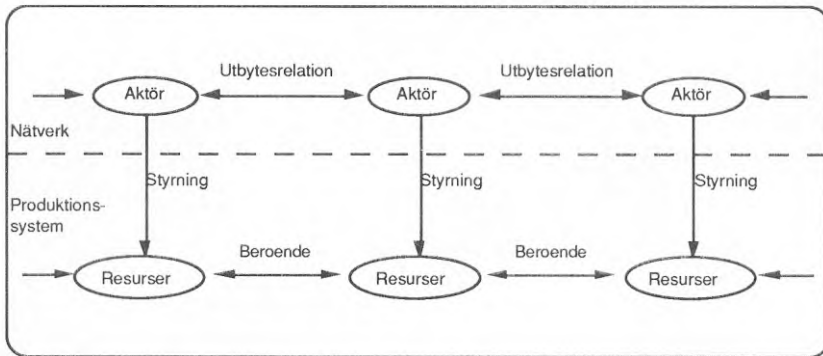 Utbytesrelation Utbytesrelation
Aktör Aktör Aktör
Nätverk
Styrning Styrning Styrning
Produktions-
system
Beroende Beroende
Resurser Resurser Resurser